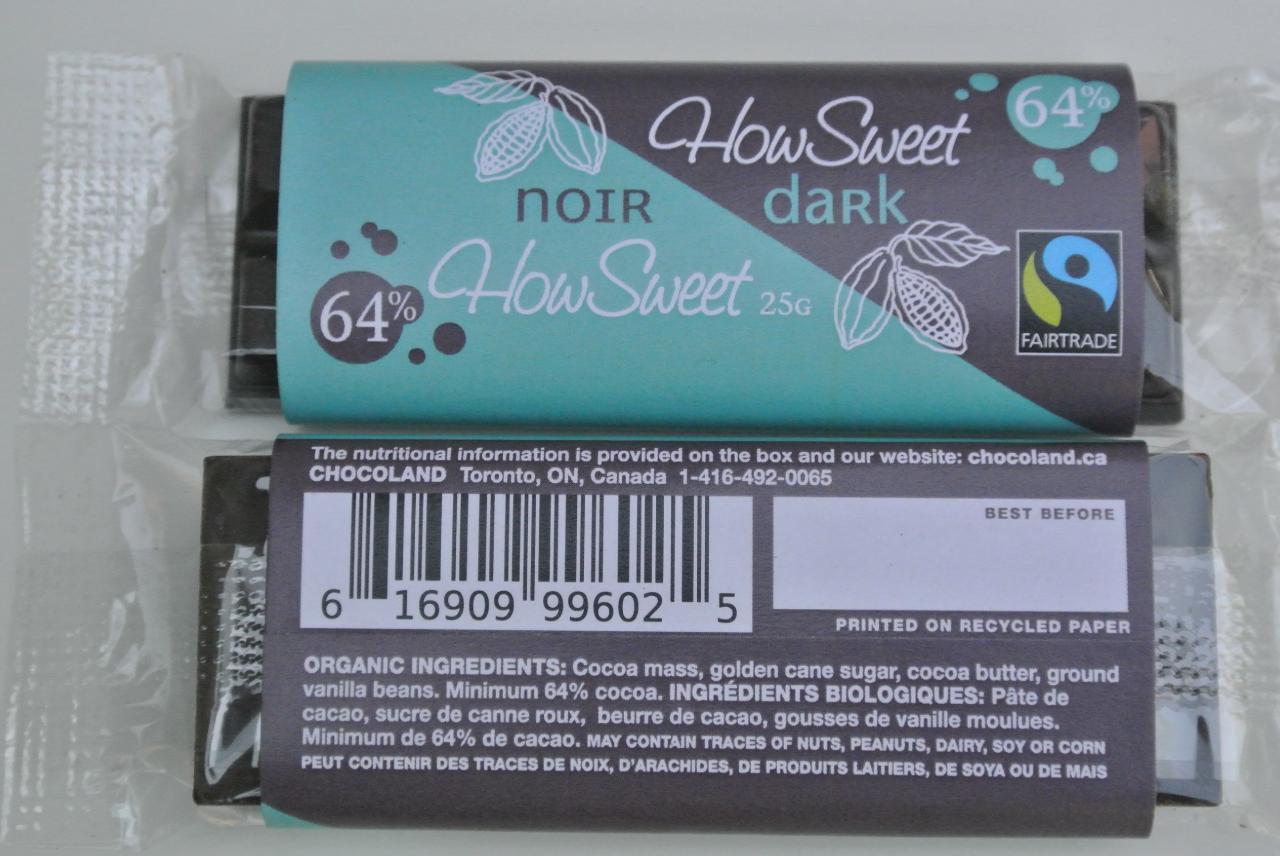 HowSweet
64%
noir
dark
HowSweet 25G
64%
FAIRTRADE
The nutritional information is provided on the box and our website: chocoland.ca
CHOCOLAND Toronto, ON, Canada 1-416-492-0065
BEST BEFORE
6 16909 99602 5
PRINTED ON RECYCLED PAPER
ORGANIC INGREDIENTS: Cocoa mass, golden cane sugar, cocoa butter, ground
vanilla beans. Minimum 64% cocoa. INGRÉDIENTS BIOLOGIQUES: Pâte de
cacao, sucre de canne roux, beurre de cacao, gousses de vanille moulues.
Minimum de 64% de cacao. MAY CONTAIN TRACES OF NUTS, PEANUTS, DAIRY, SOY OR CORN
PEUT CONTENIR DES TRACES DE NOIX, D'ARACHIDES, DE PRODUITS LAITIERS, DE SOYA OU DE MAIS